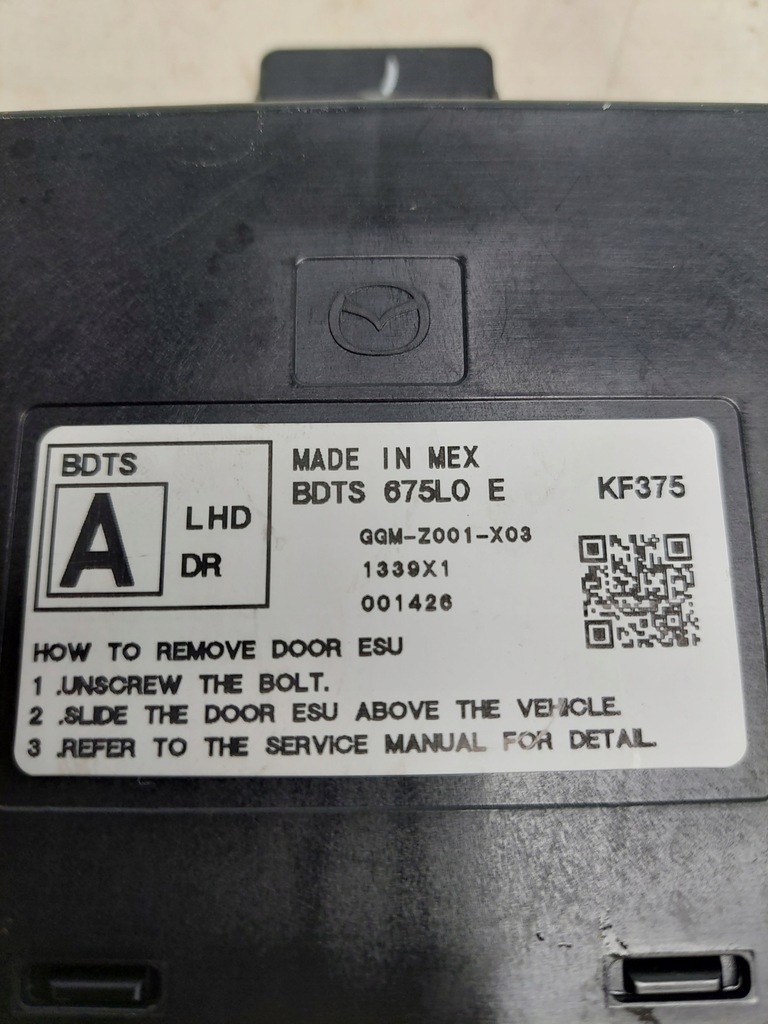 BDTS
A
LHD
DR
MADE IN MEX
BDTS 675L0 E
KF375
GGM-Z001-X03
1339X1
001426
HOW TO REMOVE DOOR ESU
1 .UNSCREW THE BOLT.
2 .SLIDE THE DOOR ESU ABOVE THE VEHICLE.
3 .REFER TO THE SERVICE MANUAL FOR DETAIL.